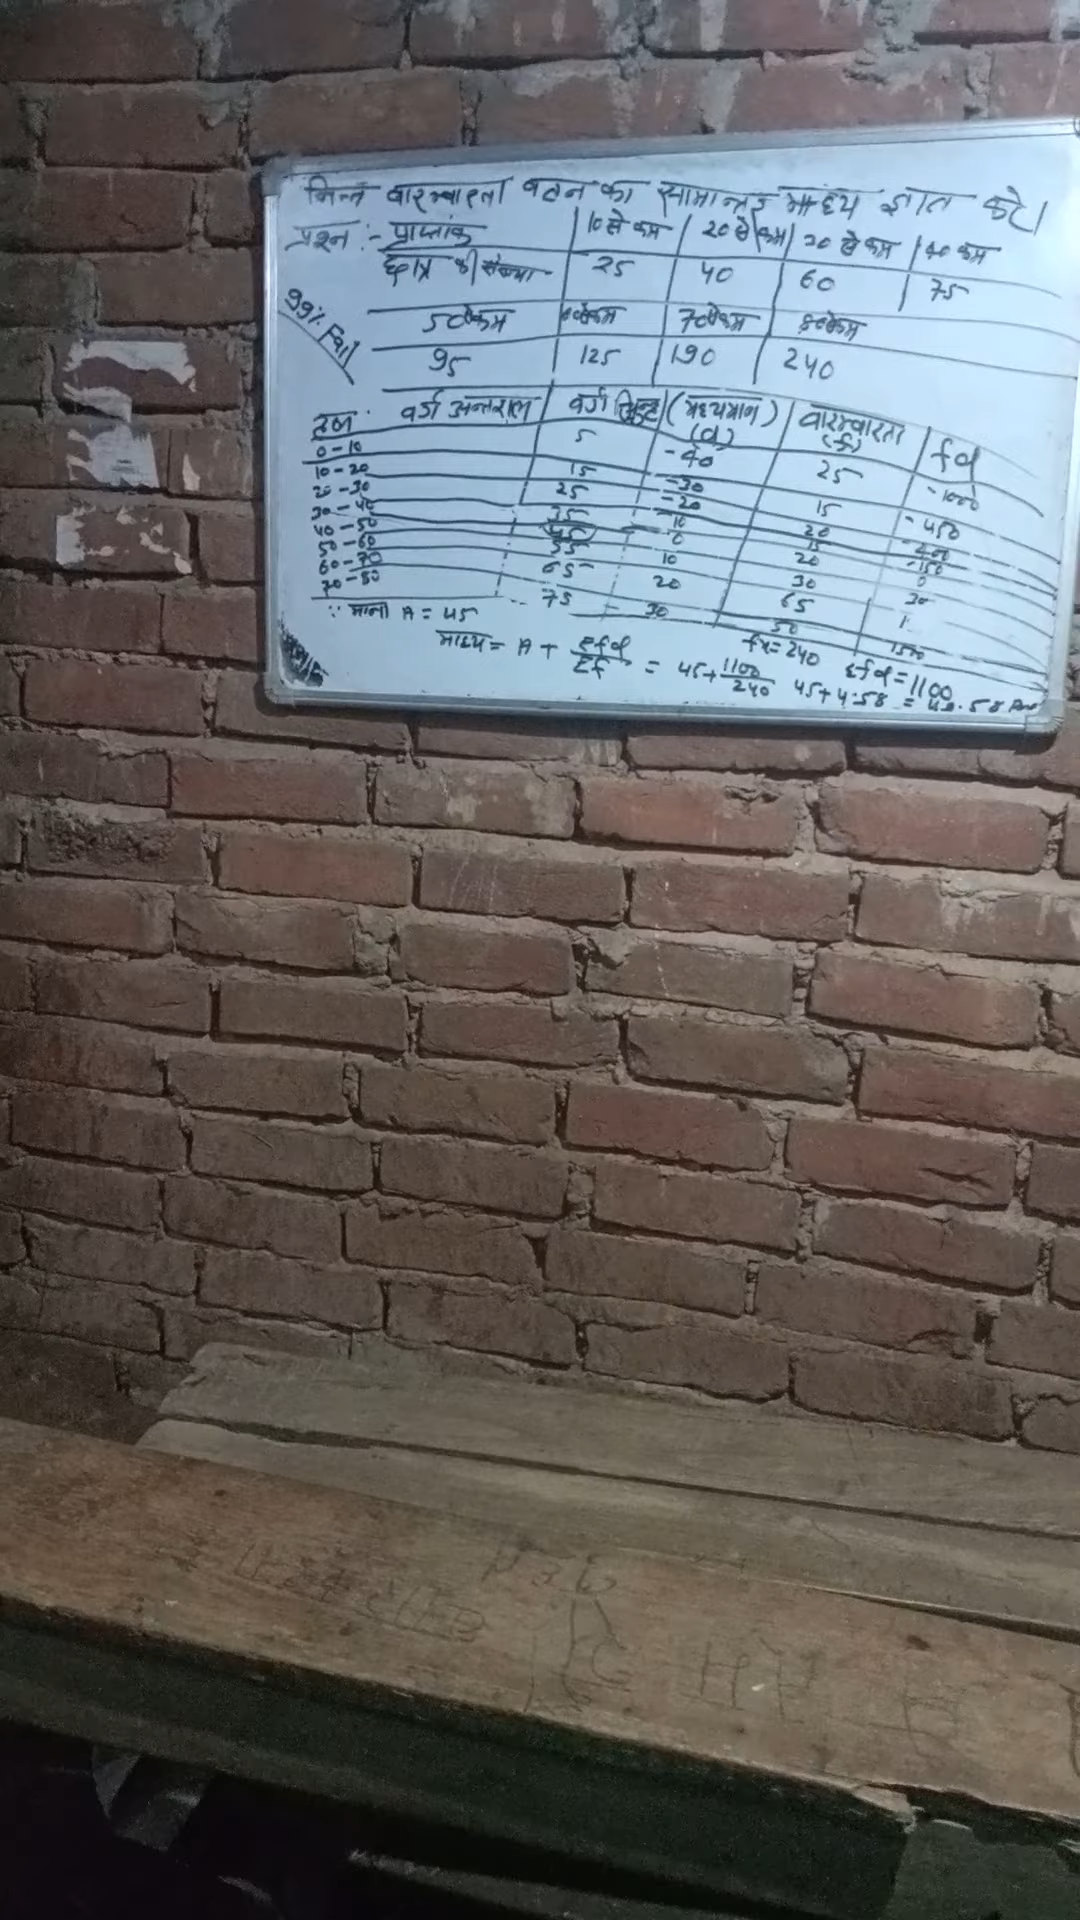 निम्न बारम्बारता बंटन का समान्तर माध्य ज्ञात करें।
प्रश्न :- प्राप्तांक 10 से कम 20 से कम 30 से कम 40 कम
छात्र की संख्या 25 40 60 75
99% Fail
50 से कम 60 से कम 70 से कम 80 से कम
95 125 190 240
हल : वर्ग अन्तराल वर्ग चिन्ह (मध्यमान) (d) बारम्बारता (f) fd
0-10 5 -40 25 -1000
10-20 15 -30 15 -450
20-30 25 -20 20 -400
30-40 35 -10 15 -150
40-50 45 0 20 0
50-60 55 10 30
60-70 65 20 65
70-80 75 30 50 1500
∵ माना A = 45 240 Σfd = 1100
माध्य = A + Σfd/Σf = 45 + 1100/240 45 + 4.58 = 49.58 Ans